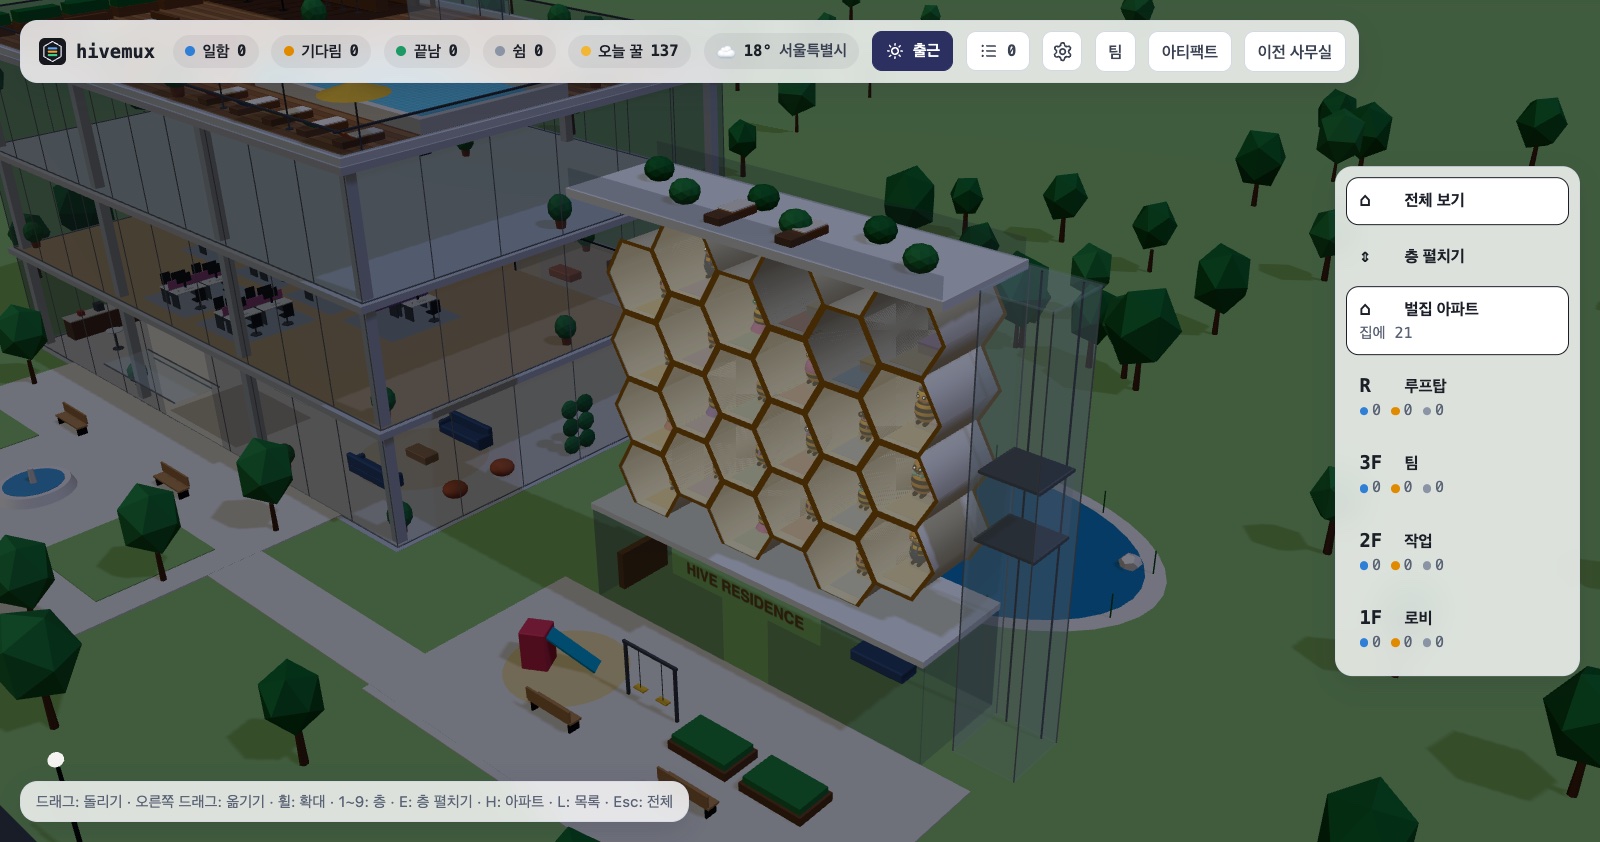 hivemux 일함 0 기다림 0 끝남 0 쉼 0 오늘 꿀 137 18° 서울특별시 출근 0 팀 아티팩트 이전 사무실
전체 보기
층 펼치기
벌집 아파트
집에 21
R 루프탑
0 0 0
3F 팀
0 0 0
2F 작업
0 0 0
1F 로비
0 0 0
HIVE RESIDENCE
드래그: 돌리기 · 오른쪽 드래그: 옮기기 · 휠: 확대 · 1~9: 층 · E: 층 펼치기 · H: 아파트 · L: 목록 · Esc: 전체